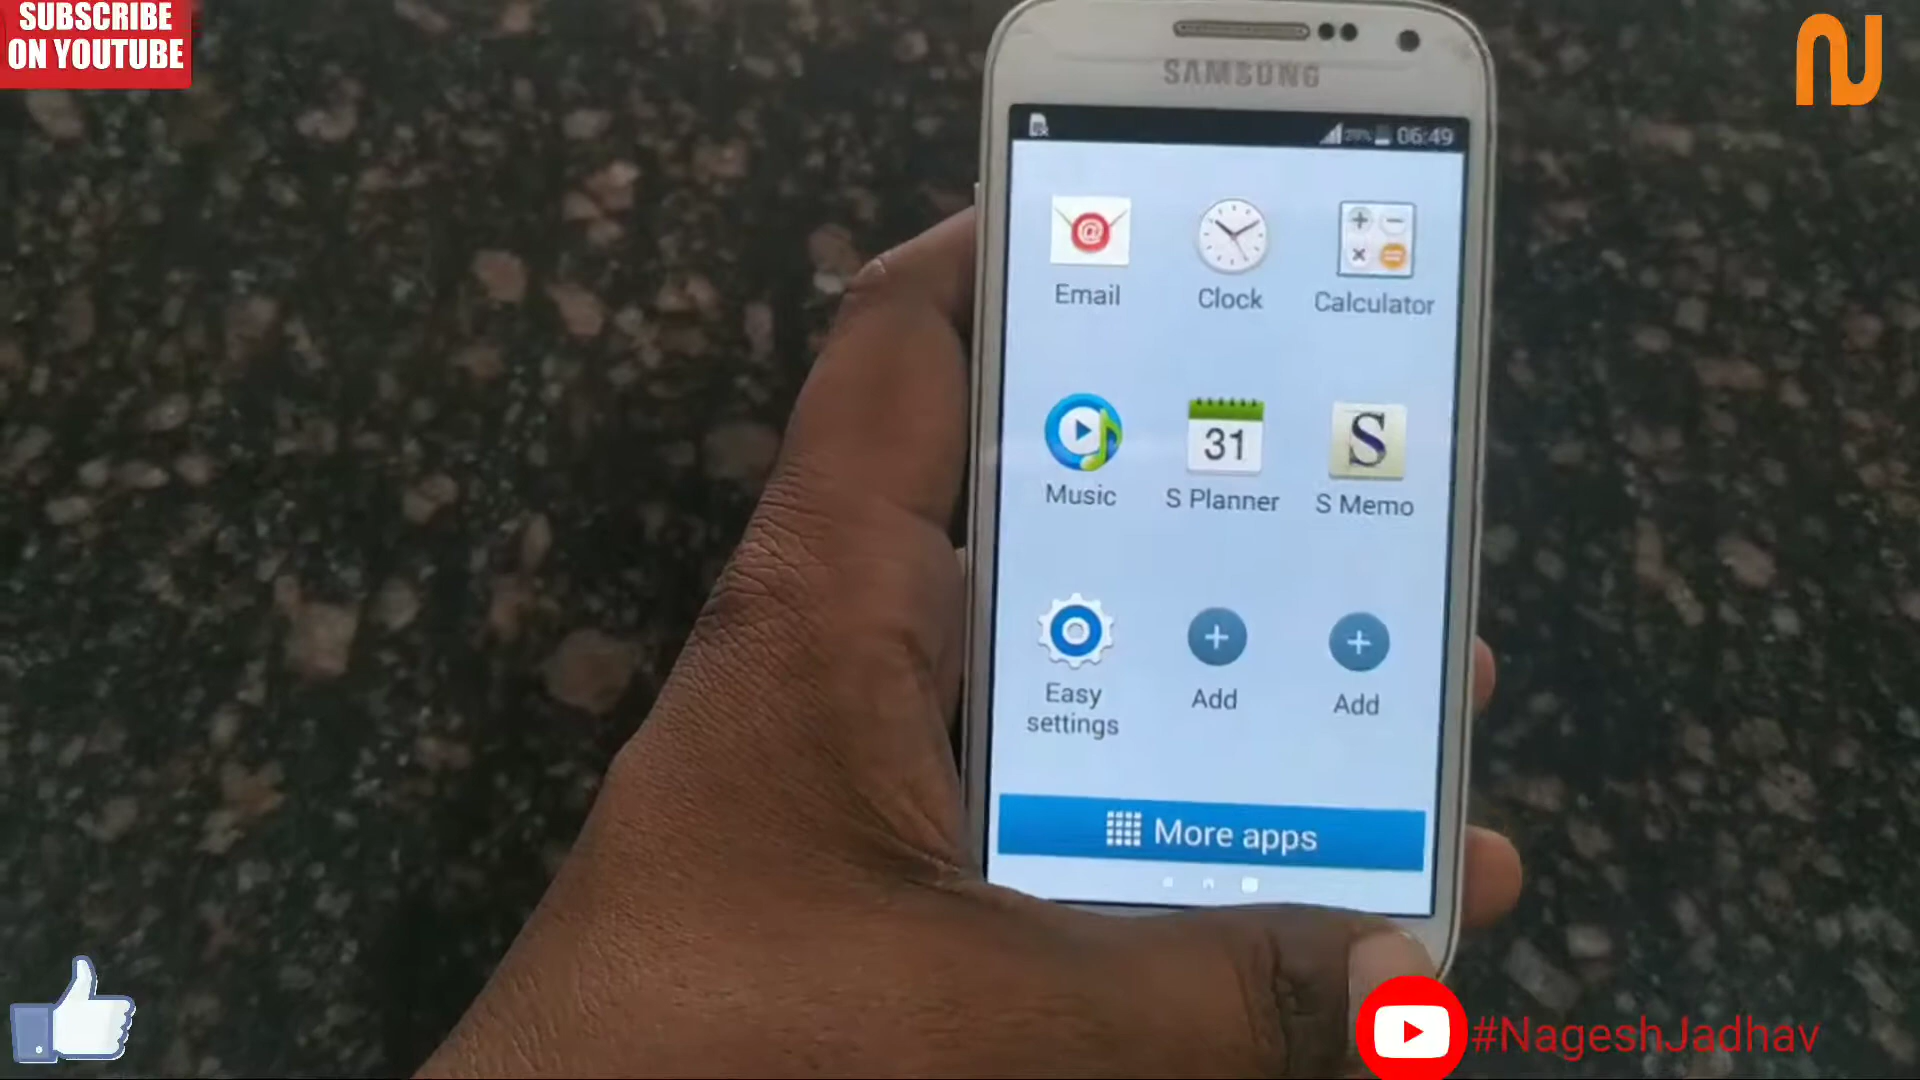 SUBSCRIBE
ON YOUTUBE
SAMSUNG
06:49
Email
Clock
Calculator
Music
31
S Planner
S
S Memo
Easy
settings
Add
Add
More apps
#NageshJadhav